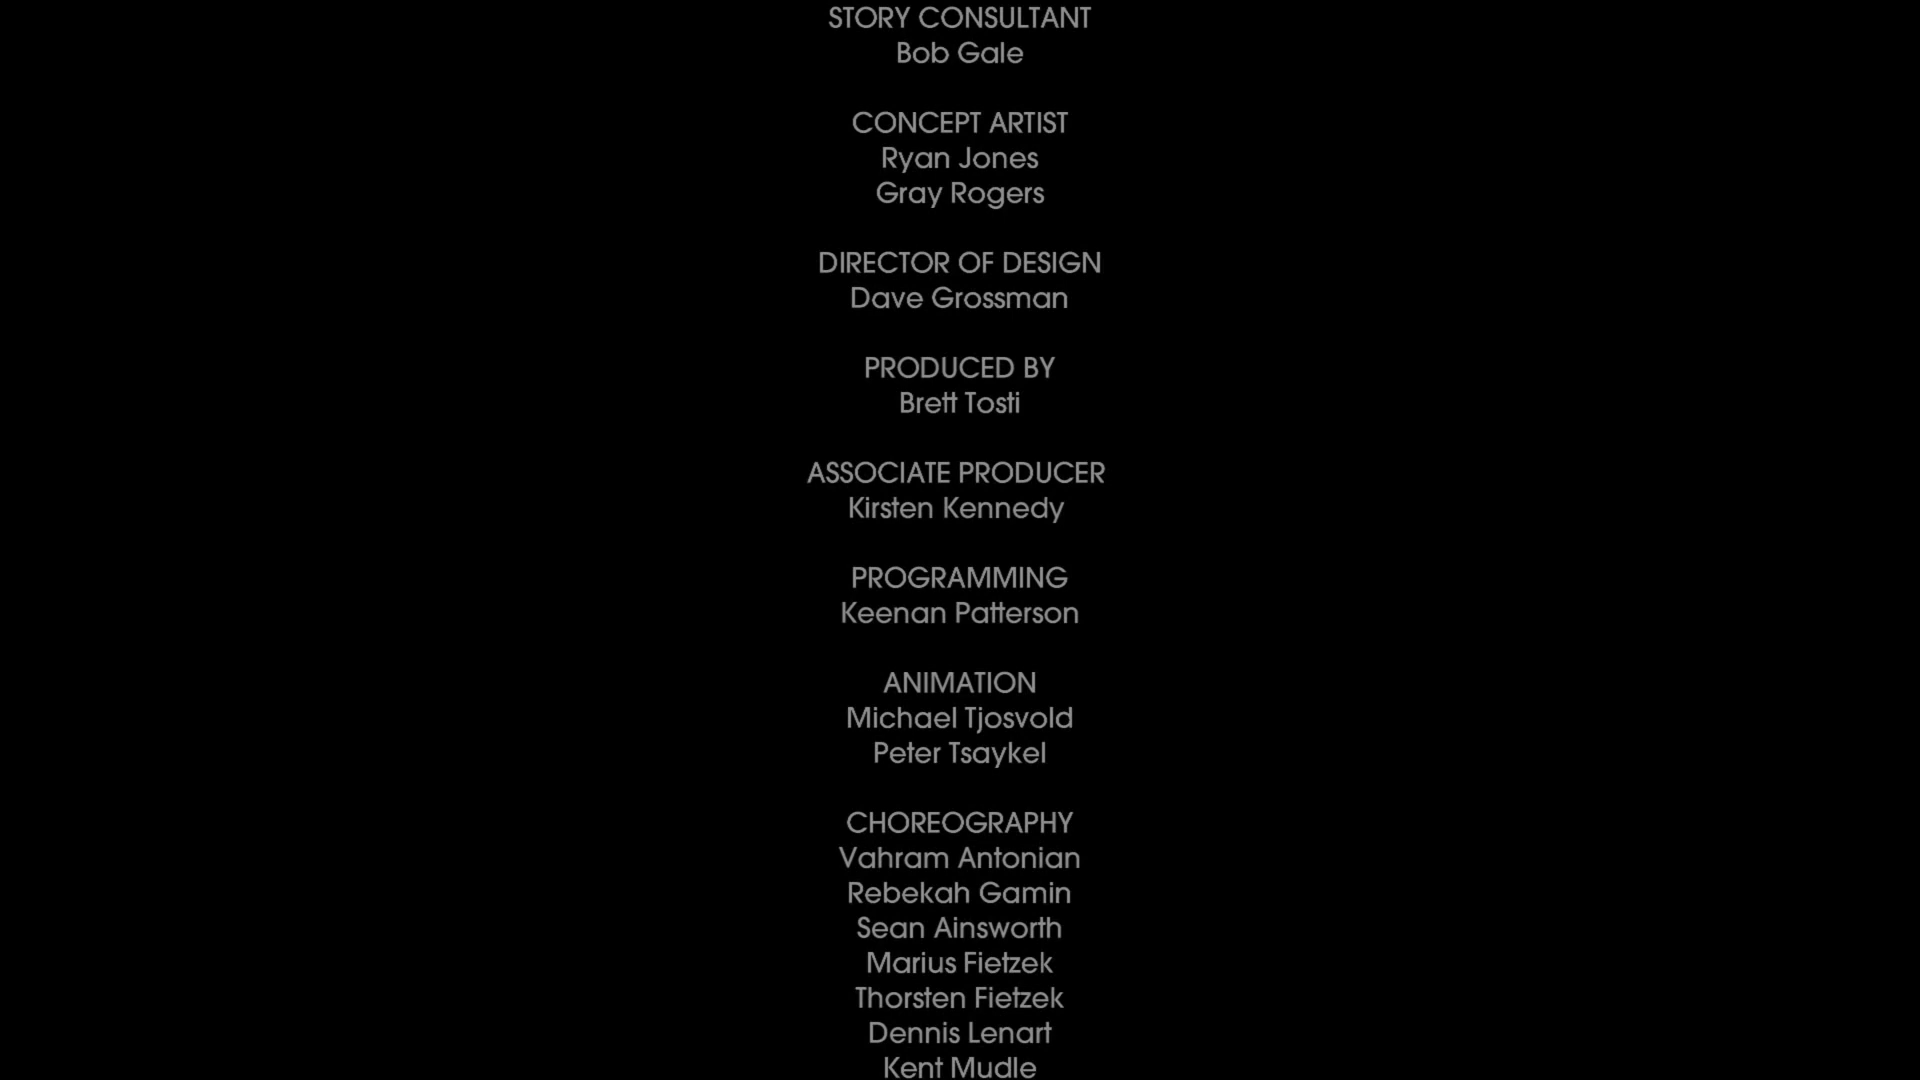 STORY CONSULTANT
Bob Gale
CONCEPT ARTIST
Ryan Jones
Gray Rogers
DIRECTOR OF DESIGN
Dave Grossman
PRODUCED BY
Brett Tosti
ASSOCIATE PRODUCER
Kirsten Kennedy
PROGRAMMING
Keenan Patterson
ANIMATION
Michael Tjosvold
Peter Tsaykel
CHOREOGRAPHY
Vahram Antonian
Rebekah Gamin
Sean Ainsworth
Marius Fietzek
Thorsten Fietzek
Dennis Lenart
Kent Mudle